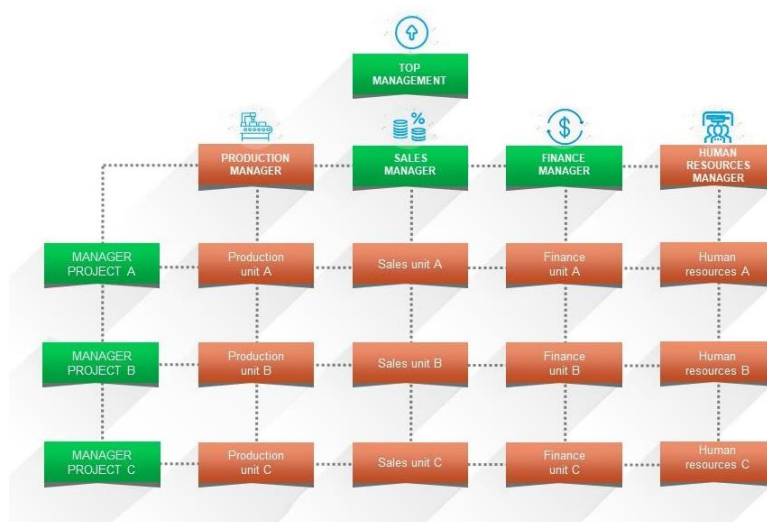 TOP
MANAGEMENT
%
$
PRODUCTION
MANAGER
SALES
MANAGER
FINANCE
MANAGER
HUMAN
RESOURCES
MANAGER
MANAGER
PROJECT A
Production
unit A
Sales unit A
Finance
unit A
Human
resources A
MANAGER
PROJECT B
Production
unit B
Sales unit B
Finance
unit B
Human
resources B
MANAGER
PROJECT C
Production
unit C
Sales unit C
Finance
unit C
Human
resources C